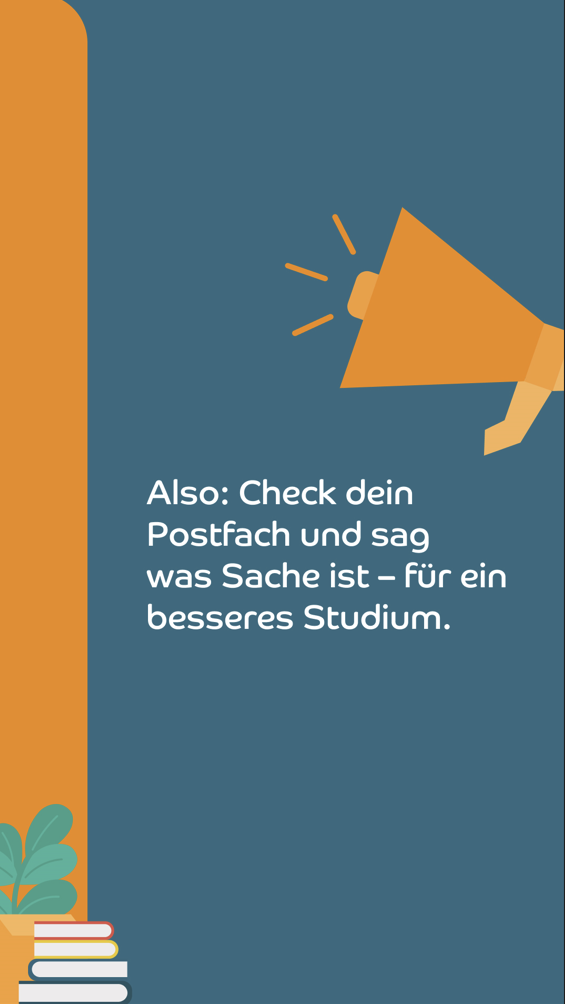 Also: Check dein
Postfach und sag
was Sache ist – für ein
besseres Studium.